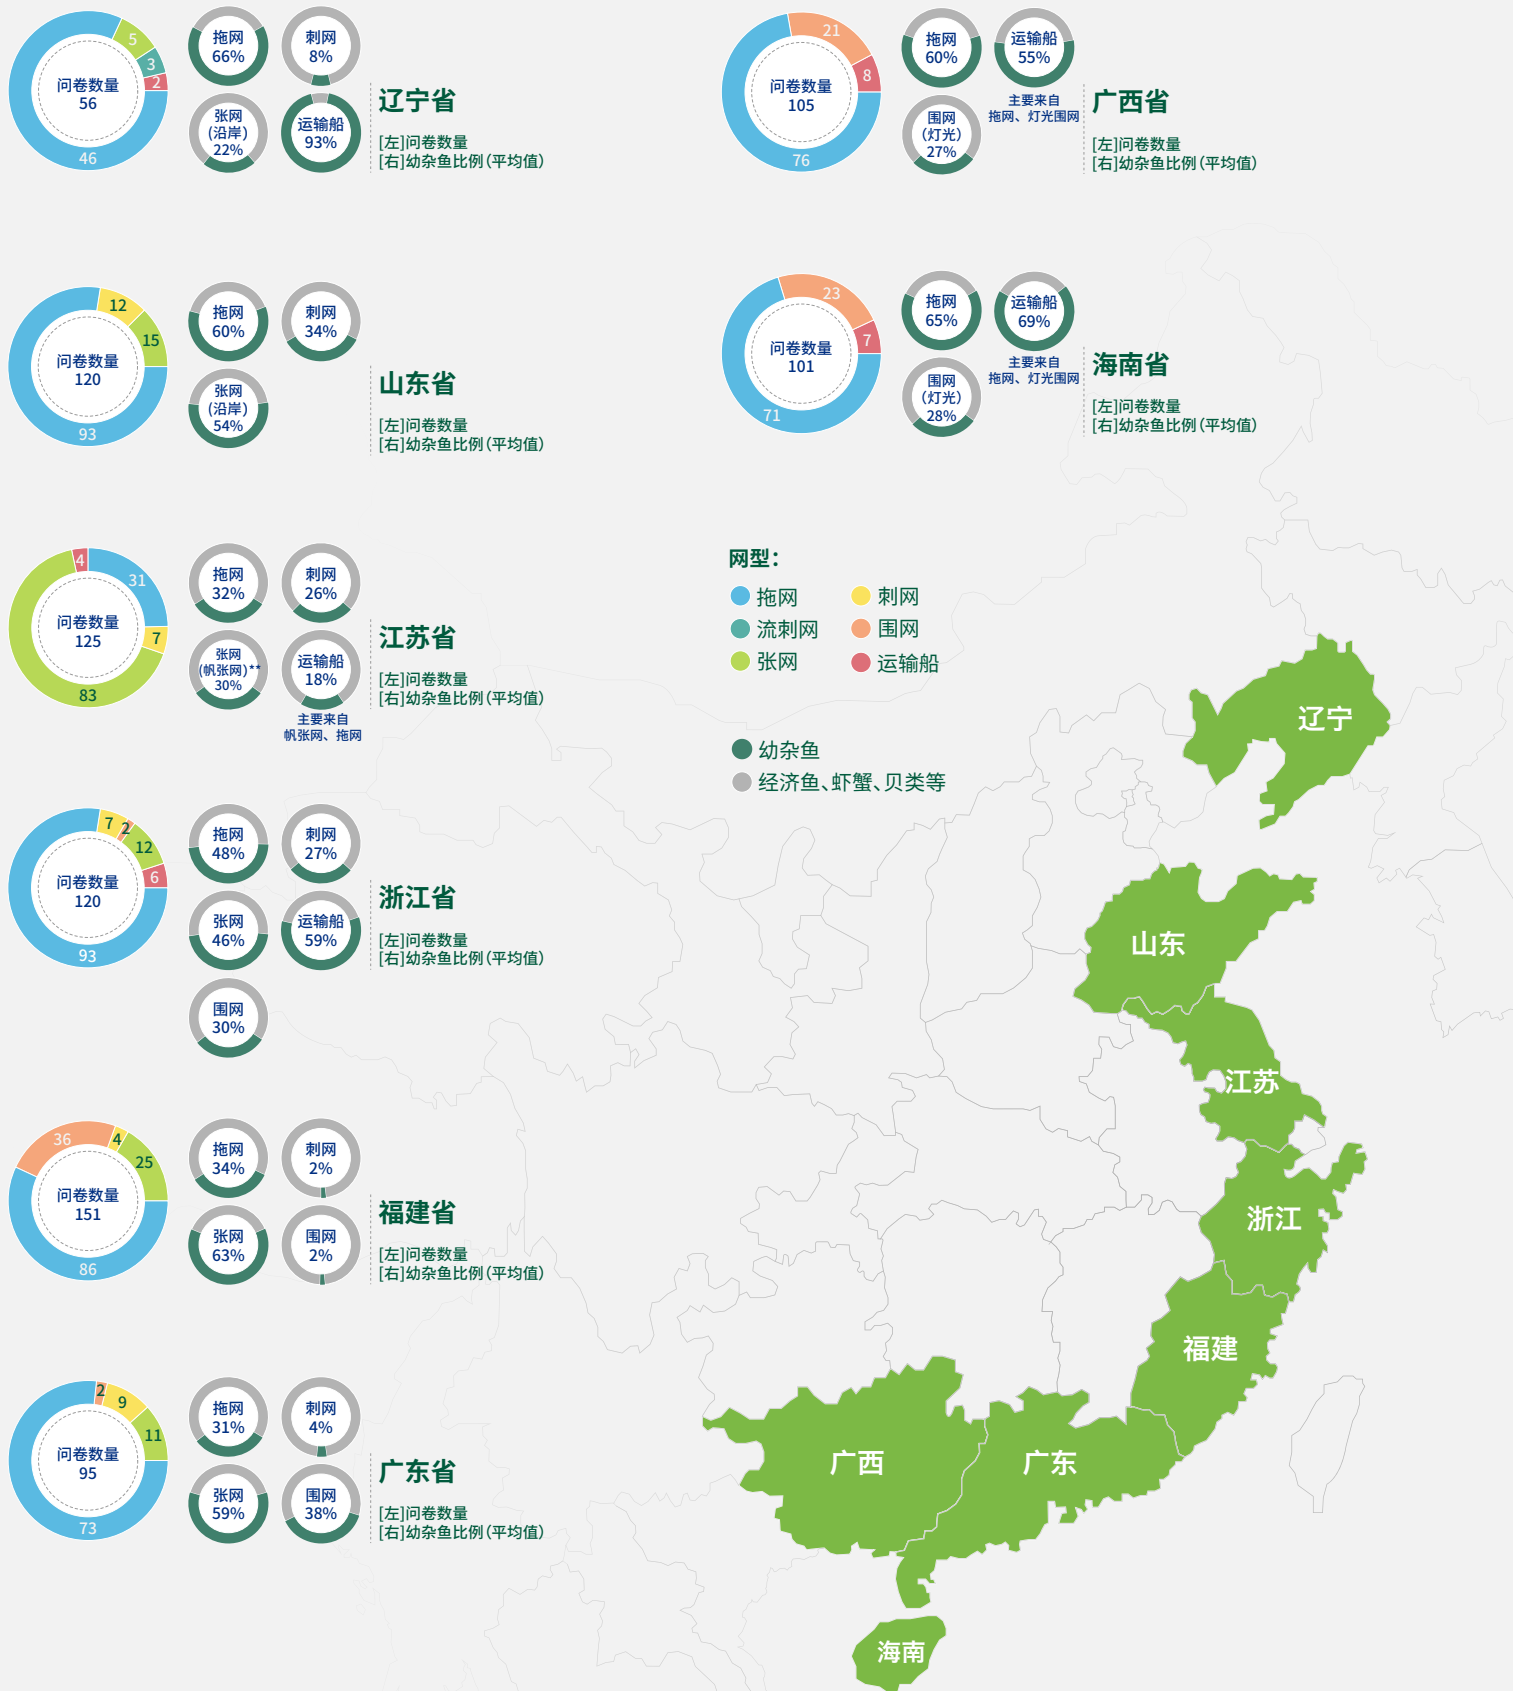 5
3
2
46
问卷数量
56
拖网
66%
刺网
8%
张网
(沿岸)
22%
运输船
93%
辽宁省
[左]问卷数量
[右]幼杂鱼比例(平均值)
21
8
76
问卷数量
105
拖网
60%
运输船
55%
主要来自
拖网、灯光围网
围网
(灯光)
27%
广西省
[左]问卷数量
[右]幼杂鱼比例(平均值)
12
15
93
问卷数量
120
拖网
60%
刺网
34%
张网
(沿岸)
54%
山东省
[左]问卷数量
[右]幼杂鱼比例(平均值)
23
7
71
问卷数量
101
拖网
65%
运输船
69%
主要来自
拖网、灯光围网
围网
(灯光)
28%
海南省
[左]问卷数量
[右]幼杂鱼比例(平均值)
4
31
7
83
问卷数量
125
拖网
32%
刺网
26%
张网
(帆张网)**
30%
运输船
18%
主要来自
帆张网、拖网
江苏省
[左]问卷数量
[右]幼杂鱼比例(平均值)
网型：
拖网
刺网
流刺网
围网
张网
运输船
幼杂鱼
经济鱼、虾蟹、贝类等
7
2
12
6
93
问卷数量
120
拖网
48%
刺网
27%
张网
46%
运输船
59%
围网
30%
浙江省
[左]问卷数量
[右]幼杂鱼比例(平均值)
36
4
25
86
问卷数量
151
拖网
34%
刺网
2%
张网
63%
围网
2%
福建省
[左]问卷数量
[右]幼杂鱼比例(平均值)
2
9
11
73
问卷数量
95
拖网
31%
刺网
4%
张网
59%
围网
38%
广东省
[左]问卷数量
[右]幼杂鱼比例(平均值)
辽宁
山东
江苏
浙江
福建
广西
广东
海南